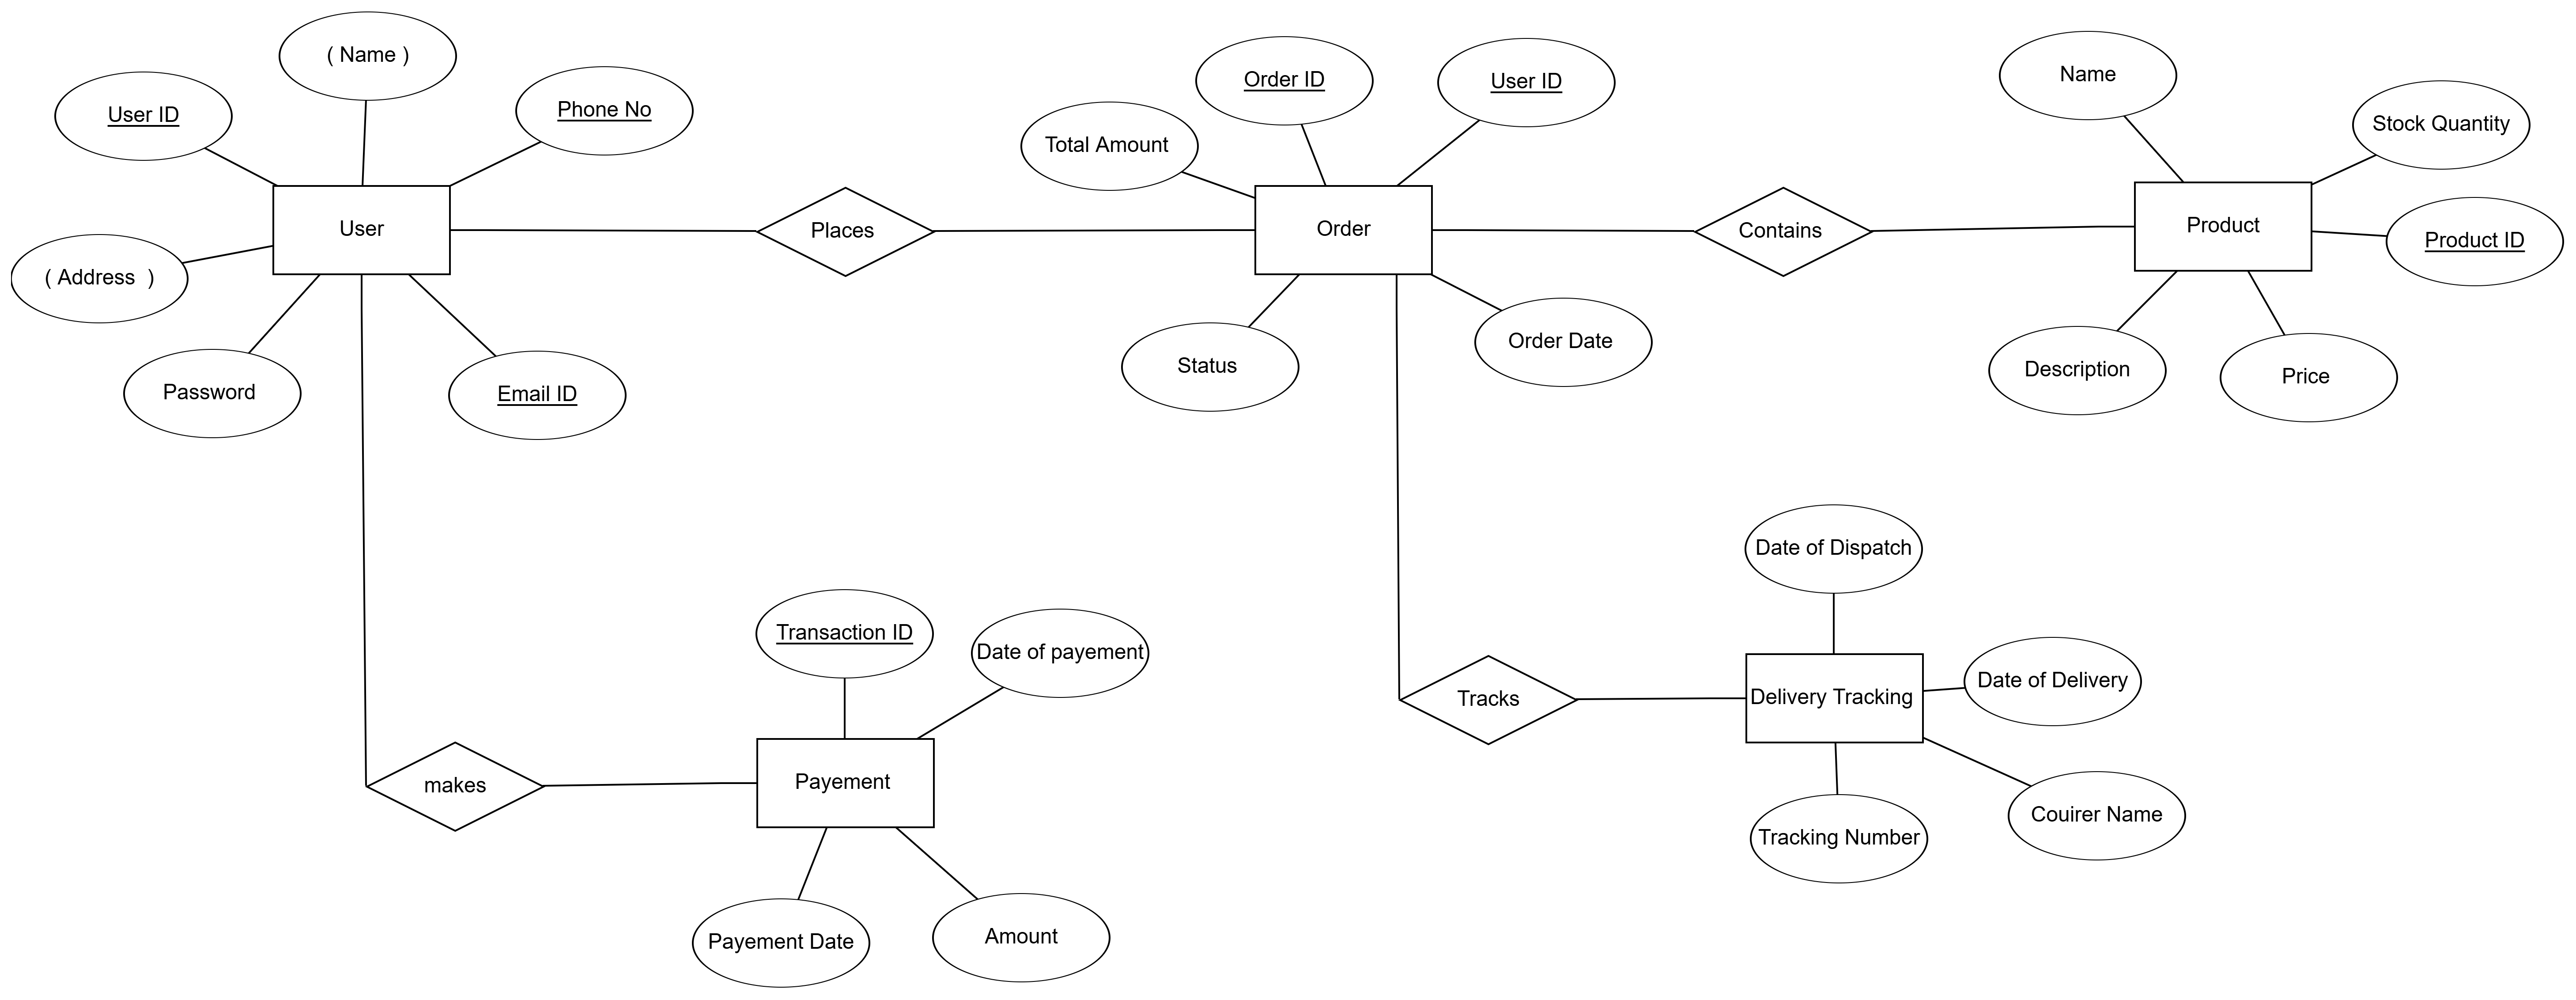 ( Name )
User ID
Phone No
User
( Address  )
Password
Email ID
Places
Order ID
User ID
Total Amount
Order
Status
Order Date
Contains
Name
Stock Quantity
Product
Product ID
Description
Price
makes
Transaction ID
Date of payement
Payement
Payement Date
Amount
Tracks
Date of Dispatch
Delivery Tracking
Date of Delivery
Tracking Number
Couirer Name